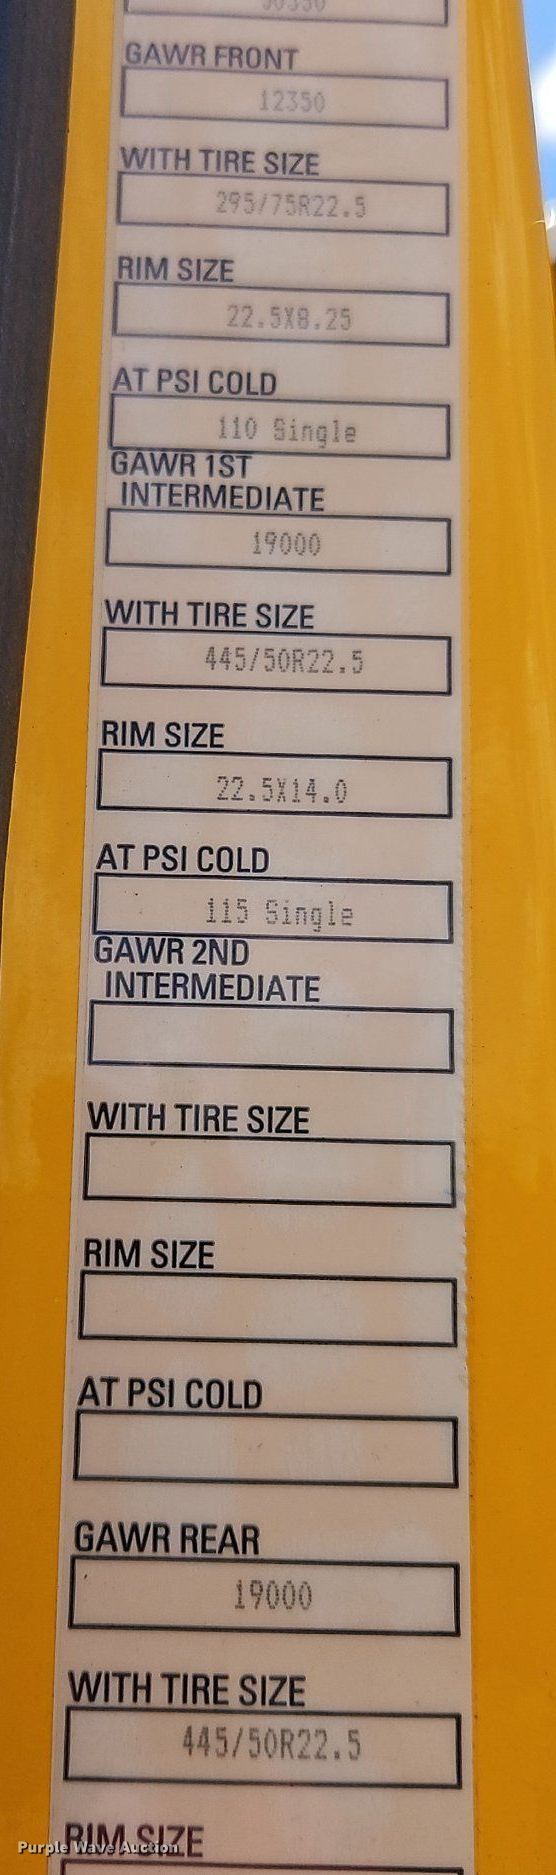 50350
GAWR FRONT
12350
WITH TIRE SIZE
295/75R22.5
RIM SIZE
22.5X8.25
AT PSI COLD
110 Single
GAWR 1ST
INTERMEDIATE
19000
WITH TIRE SIZE
445/50R22.5
RIM SIZE
22.5X14.0
AT PSI COLD
115 Single
GAWR 2ND
INTERMEDIATE
WITH TIRE SIZE
RIM SIZE
AT PSI COLD
GAWR REAR
19000
WITH TIRE SIZE
445/50R22.5
RIM SIZE
Purple Wave Auction